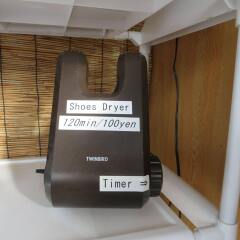 Shoes Dryer
120min/100yen
TWINBIRD
Timer ⇒